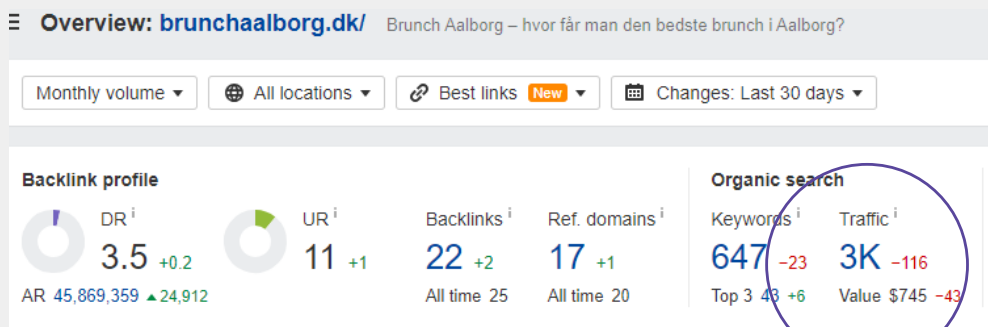 Overview: brunchaalborg.dk/ Brunch Aalborg – hvor får man den bedste brunch i Aalborg?
Monthly volume All locations Best links New Changes: Last 30 days
Backlink profile
DR i
3.5 +0.2
AR 45,869,359 24,912
UR i
11 +1
Backlinks i
22 +2
All time 25
Ref. domains i
17 +1
All time 20
Organic search
Keywords i
647 −23
Top 3 43 +6
Traffic i
3K −116
Value $745 −43